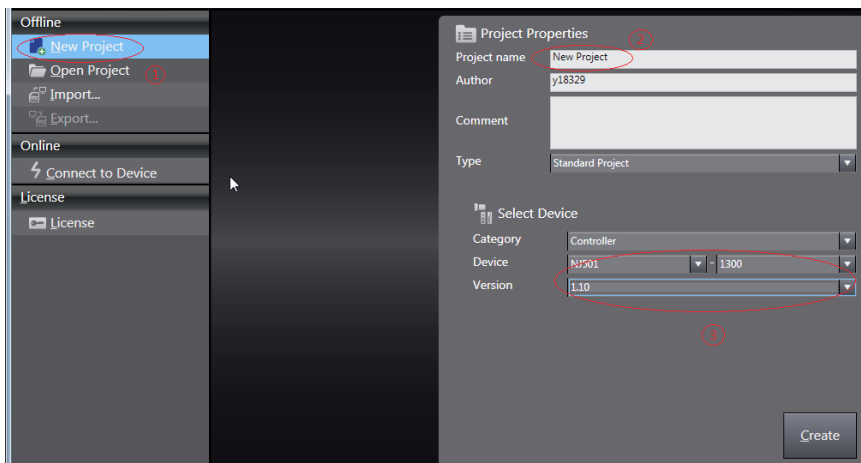 Offline
New Project
Open Project
①
Import...
Export...
Online
Connect to Device
License
License
Project Properties
②
Project name
New Project
Author
y18329
Comment
Type
Standard Project
Select Device
Category
Controller
Device
NJ501
-
1300
Version
1.10
③
Create